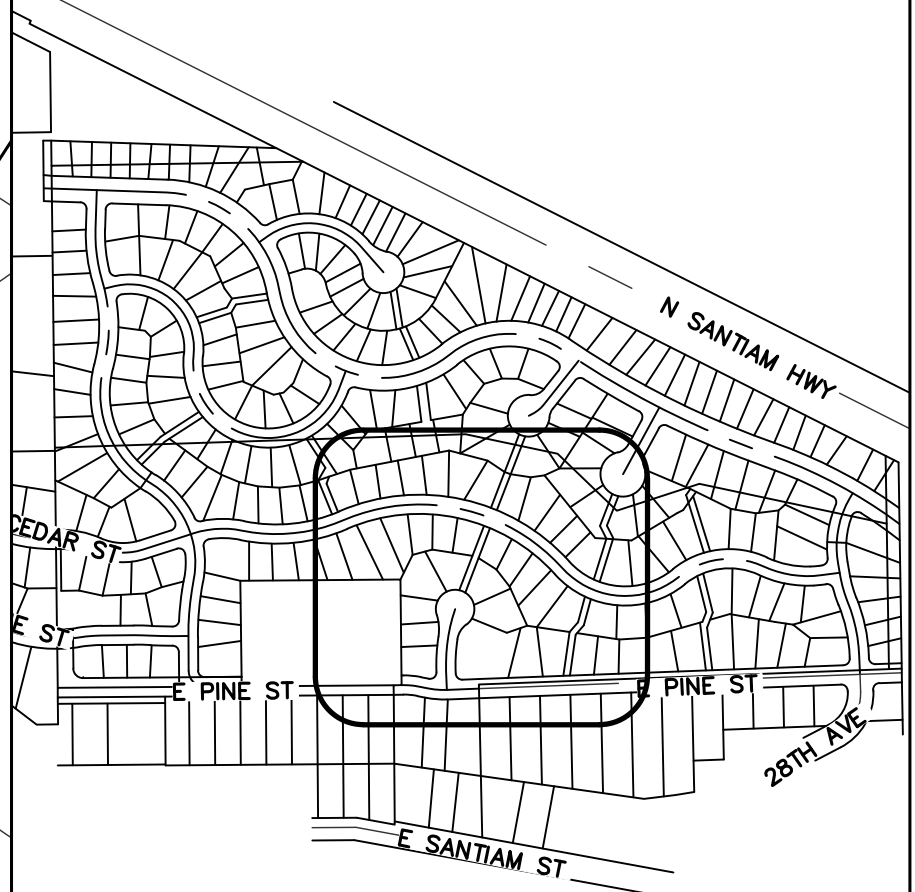 N SANTIAM HWY
CEDAR ST
E ST
E PINE ST
E PINE ST
28TH AVE
E SANTIAM ST